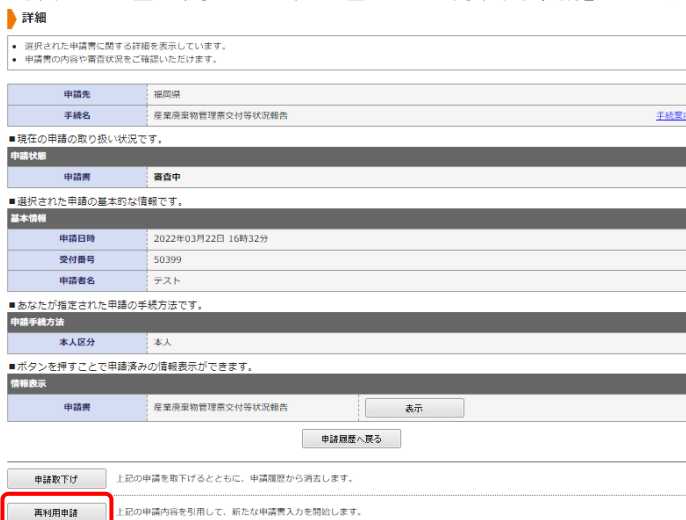 詳細
• 選択された申請書に関する詳細を表示しています。
• 申請書の内容や審査状況をご確認いただけます。
申請先 福岡県
手続名 産業廃棄物管理票交付等状況報告 手続案
■現在の申請の取り扱い状況です。
申請状態
申請書 審査中
■選択された申請の基本的な情報です。
基本情報
申請日時 2022年03月22日 16時32分
受付番号 50399
申請者名 テスト
■あなたが指定された申請の手続方法です。
申請手続方法
本人区分 本人
■ボタンを押すことで申請済みの情報表示ができます。
情報表示
申請書 産業廃棄物管理票交付等状況報告 表示
申請履歴へ戻る
申請取下げ 上記の申請を取下げるとともに、申請履歴から消去します。
再利用申請 上記の申請内容を引用して、新たな申請書入力を開始します。